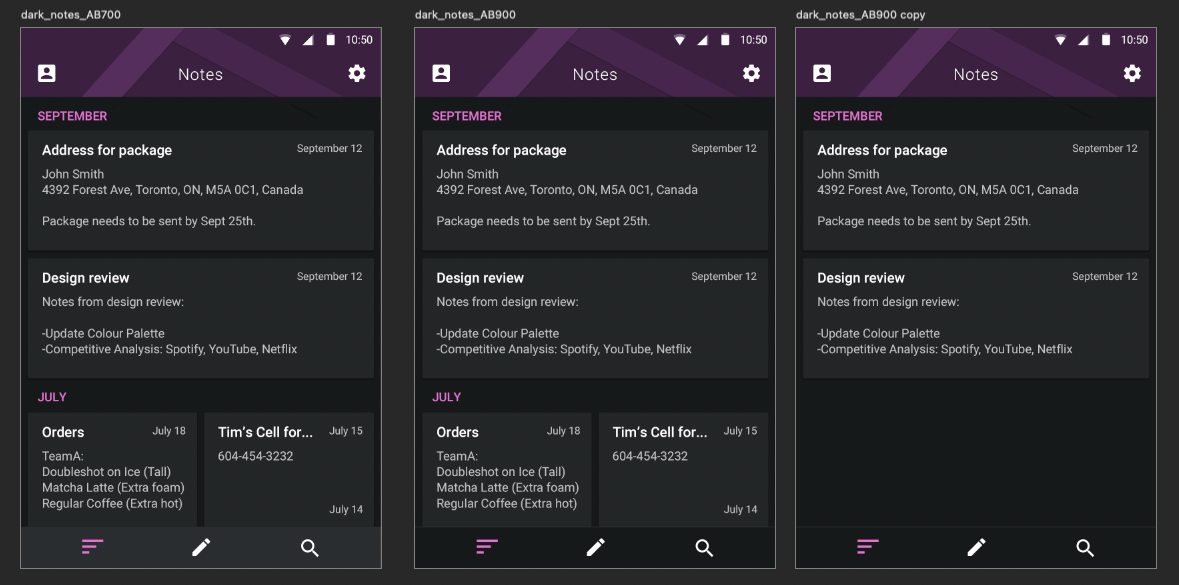 dark_notes_AB700
10:50
Notes
SEPTEMBER
Address for package
September 12
John Smith
4392 Forest Ave, Toronto, ON, M5A 0C1, Canada
Package needs to be sent by Sept 25th.
Design review
September 12
Notes from design review:
-Update Colour Palette
-Competitive Analysis: Spotify, YouTube, Netflix
JULY
Orders
July 18
TeamA:
Doubleshot on Ice (Tall)
Matcha Latte (Extra foam)
Regular Coffee (Extra hot)
Tim's Cell for...
July 15
604-454-3232
July 14
dark_notes_AB900
10:50
Notes
SEPTEMBER
Address for package
September 12
John Smith
4392 Forest Ave, Toronto, ON, M5A 0C1, Canada
Package needs to be sent by Sept 25th.
Design review
September 12
Notes from design review:
-Update Colour Palette
-Competitive Analysis: Spotify, YouTube, Netflix
JULY
Orders
July 18
TeamA:
Doubleshot on Ice (Tall)
Matcha Latte (Extra foam)
Regular Coffee (Extra hot)
Tim's Cell for...
July 15
604-454-3232
July 14
dark_notes_AB900 copy
10:50
Notes
SEPTEMBER
Address for package
September 12
John Smith
4392 Forest Ave, Toronto, ON, M5A 0C1, Canada
Package needs to be sent by Sept 25th.
Design review
September 12
Notes from design review:
-Update Colour Palette
-Competitive Analysis: Spotify, YouTube, Netflix